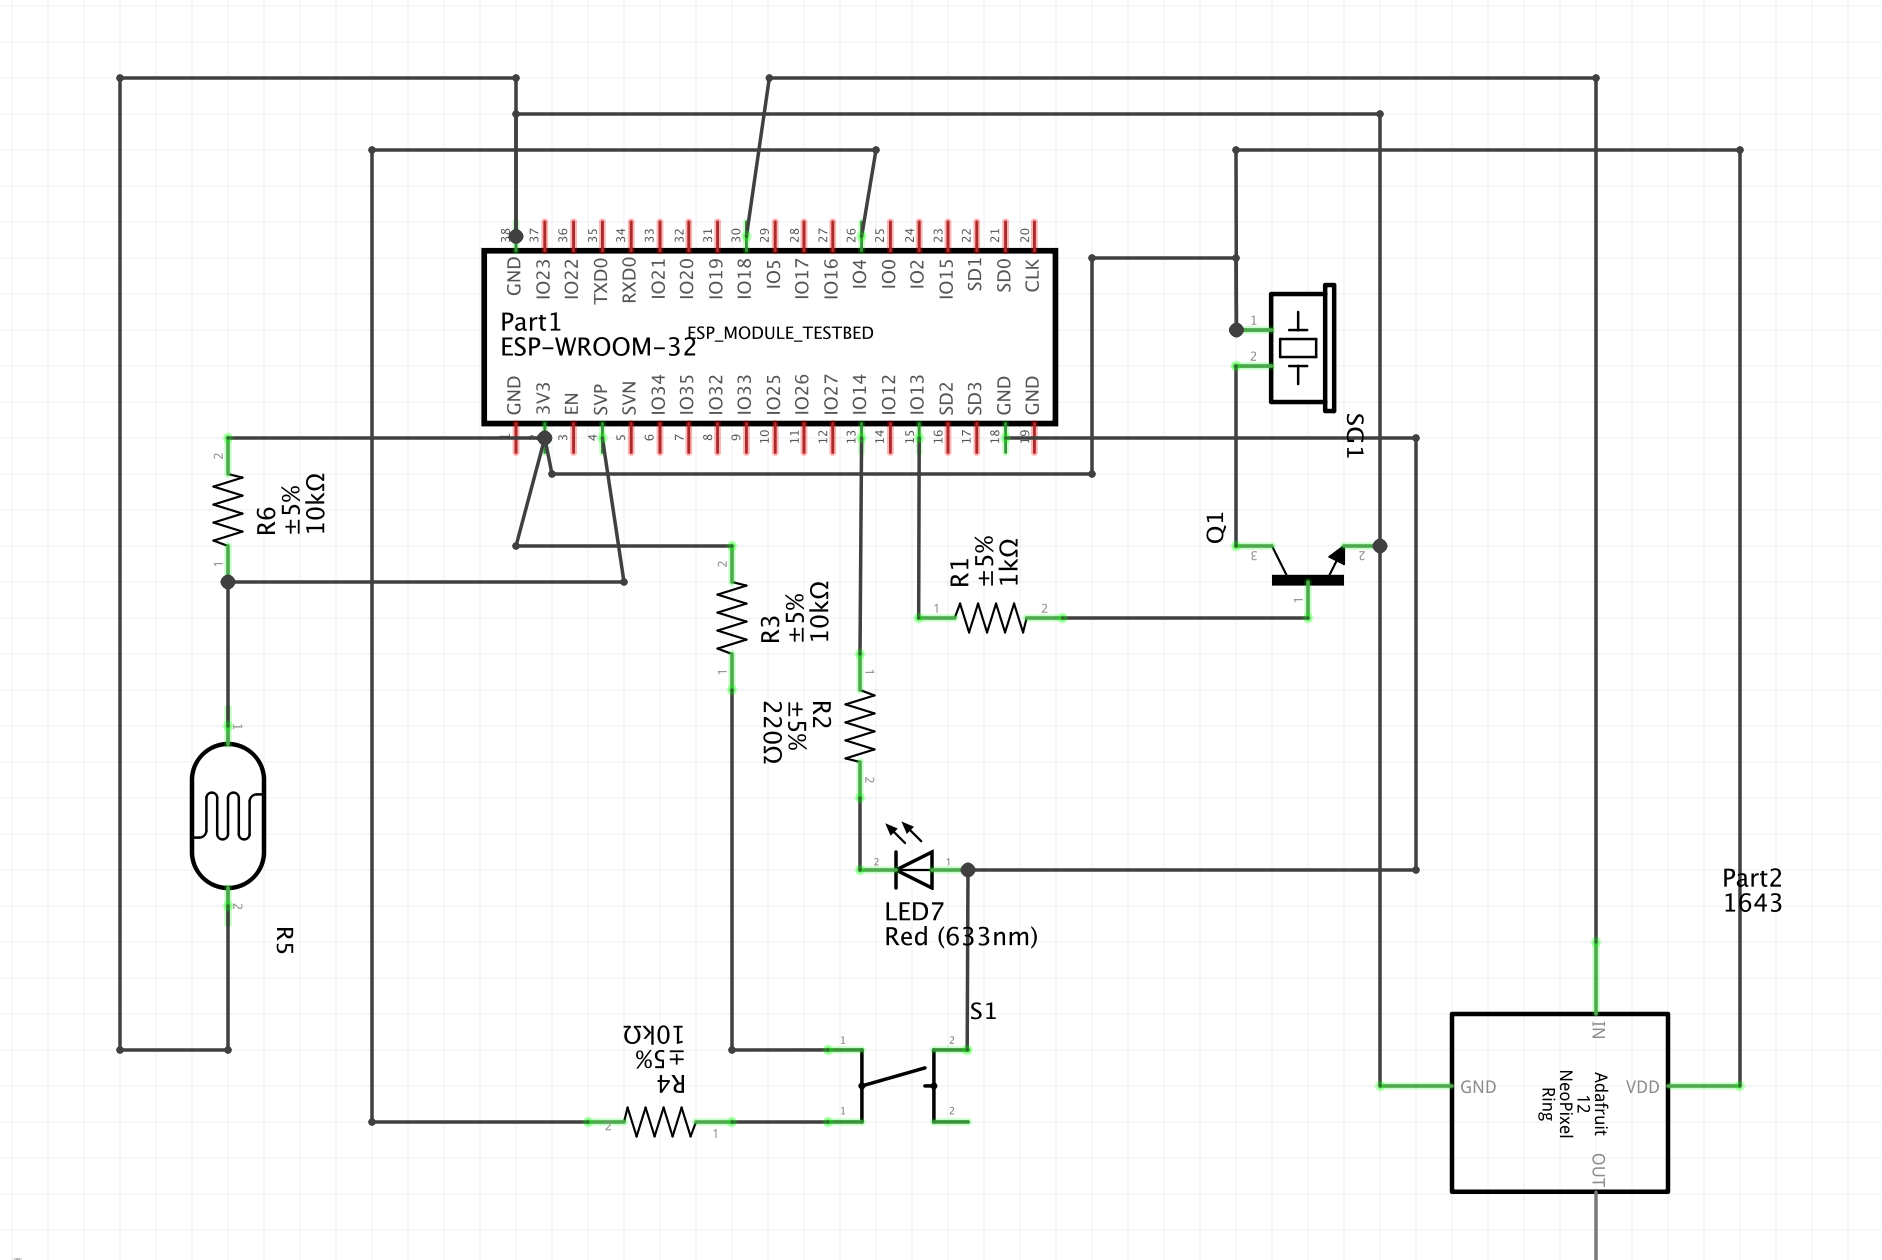 38 37 36 35 34 33 32 31 30 29 28 27 26 25 24 23 22 21 20
GND IO23 IO22 TXD0 RXD0 IO21 IO20 IO19 IO18 IO5 IO17 IO16 IO4 IO0 IO2 IO15 SD1 SD0 CLK
Part1
ESP-WROOM-32
ESP_MODULE_TESTBED
GND 3V3 EN SVP SVN IO34 IO35 IO32 IO33 IO25 IO26 IO27 IO14 IO12 IO13 SD2 SD3 GND GND
1 2 3 4 5 6 7 8 9 10 11 12 13 14 15 16 17 18 19
1
2
SG1
2
R6
±5%
10kΩ
1
2
R3
±5%
10kΩ
1
R1
±5%
1kΩ
1 2
Q1
3 2
1
1
R2
±5%
220Ω
2
2 1
LED7
Red (633nm)
1
2
R5
S1
1 2
1 2
R4
±5%
10kΩ
2 1
Part2
1643
IN
GND
VDD
Adafruit
12
NeoPixel
Ring
OUT